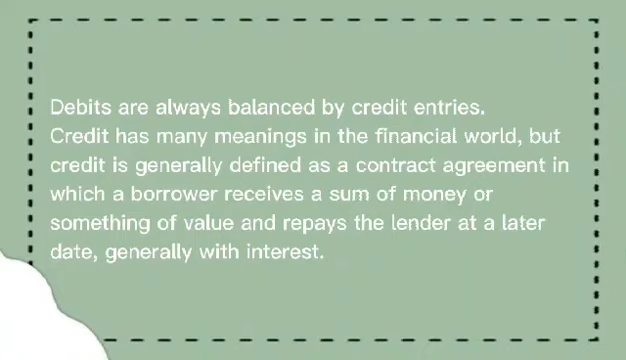 Debits are always balanced by credit entries.
Credit has many meanings in the financial world, but
credit is generally defined as a contract agreement in
which a borrower receives a sum of money or
something of value and repays the lender at a later
date, generally with interest.